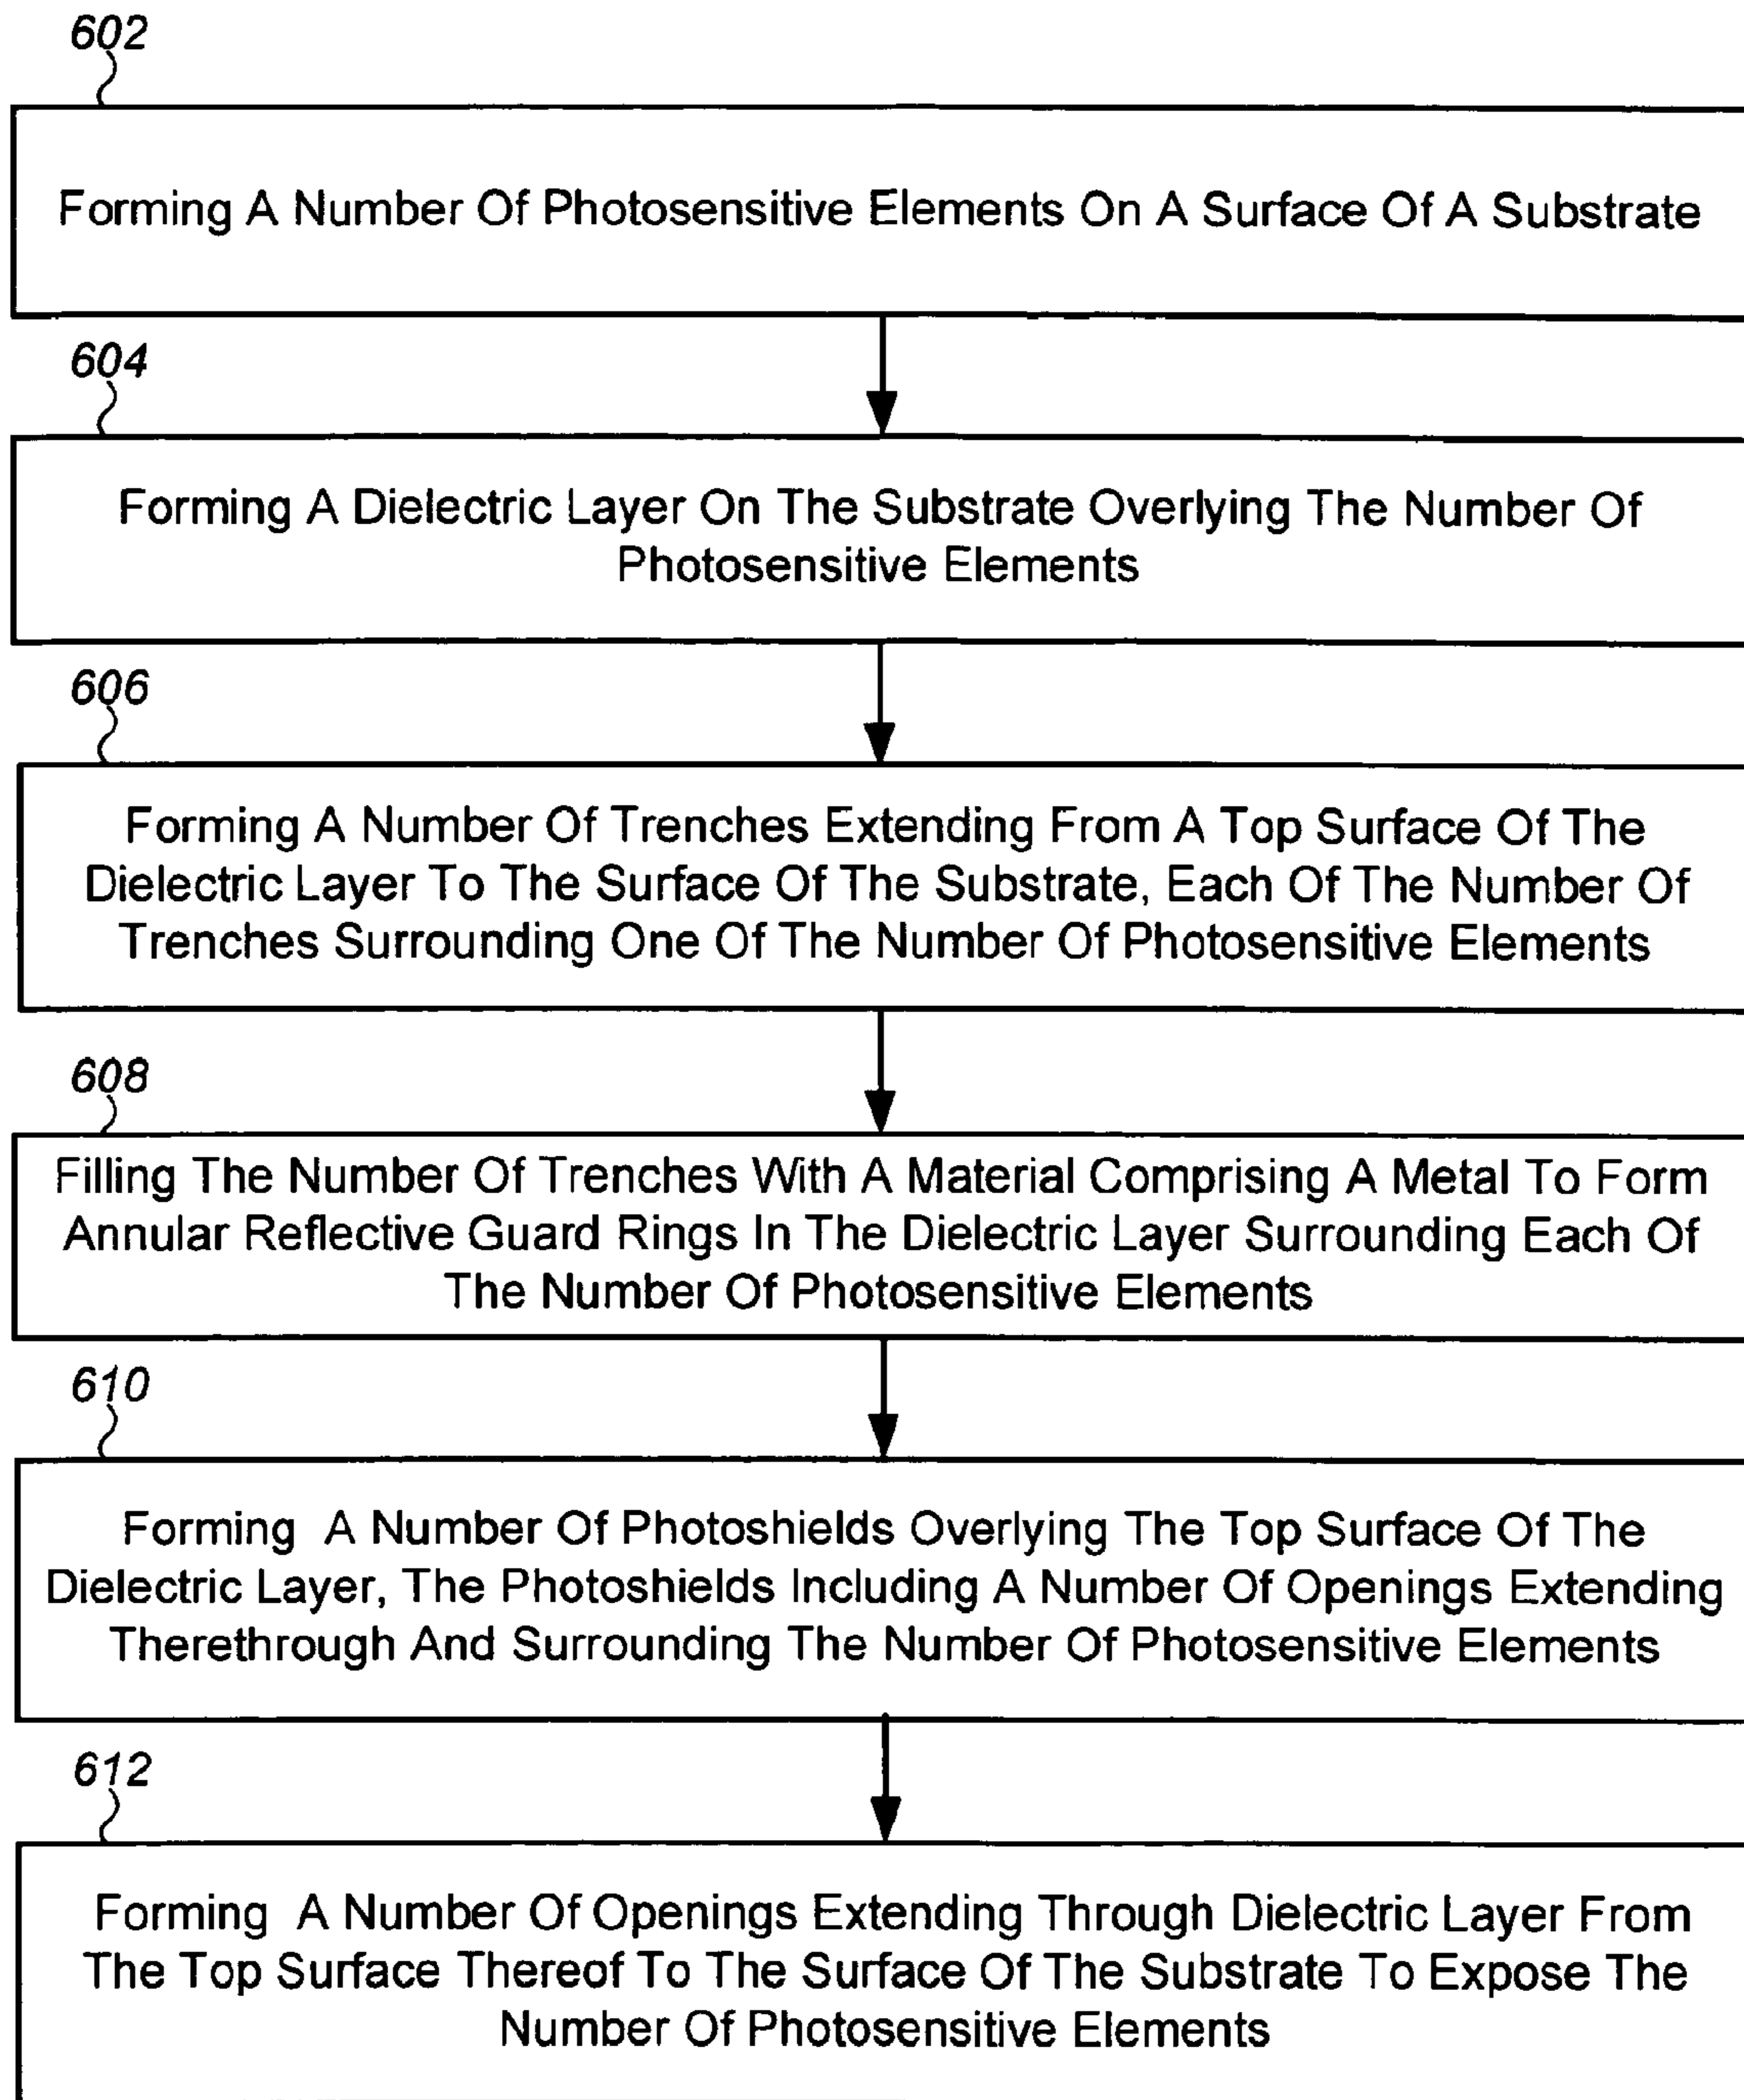 602
Forming A Number Of Photosensitive Elements On A Surface Of A Substrate
604
Forming A Dielectric Layer On The Substrate Overlying The Number Of
Photosensitive Elements
606
Forming A Number Of Trenches Extending From A Top Surface Of The
Dielectric Layer To The Surface Of The Substrate, Each Of The Number Of
Trenches Surrounding One Of The Number Of Photosensitive Elements
608
Filling The Number Of Trenches With A Material Comprising A Metal To Form
Annular Reflective Guard Rings In The Dielectric Layer Surrounding Each Of
The Number Of Photosensitive Elements
610
Forming A Number Of Photoshields Overlying The Top Surface Of The
Dielectric Layer, The Photoshields Including A Number Of Openings Extending
Therethrough And Surrounding The Number Of Photosensitive Elements
612
Forming A Number Of Openings Extending Through Dielectric Layer From
The Top Surface Thereof To The Surface Of The Substrate To Expose The
Number Of Photosensitive Elements